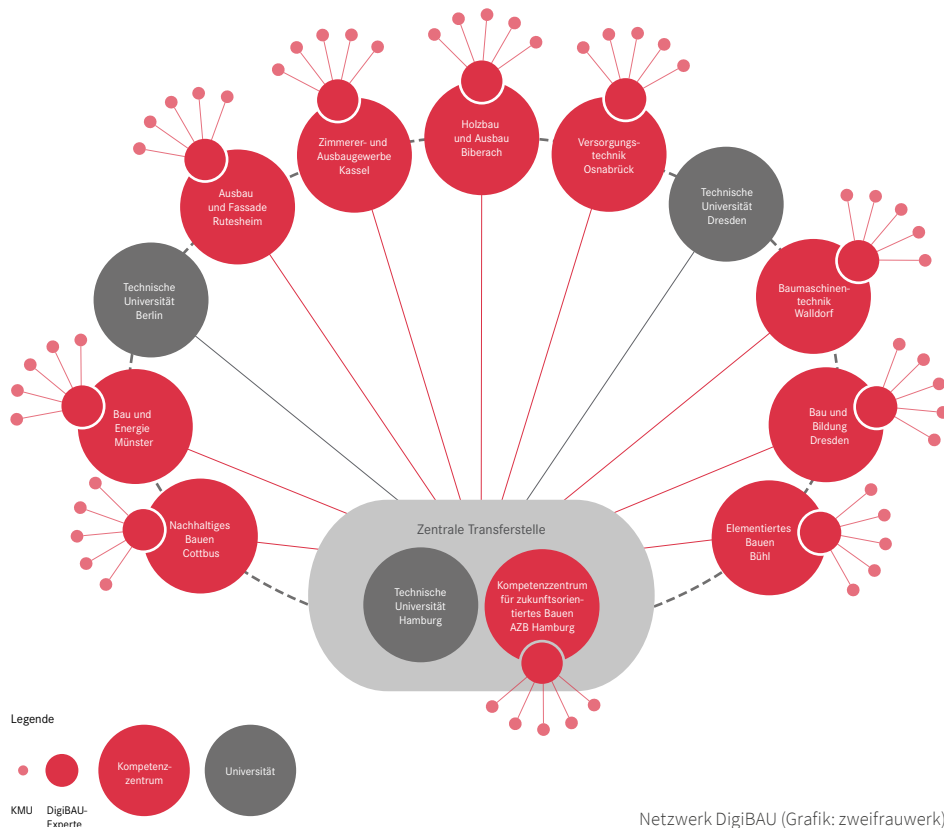 Holzbau
und Ausbau
Biberach
Zimmerer- und
Ausbaugewerbe
Kassel
Versorgungs-
technik
Osnabrück
Ausbau
und Fassade
Rutesheim
Technische
Universität
Dresden
Technische
Universität
Berlin
Baumaschinen-
technik
Walldorf
Bau und
Energie
Münster
Bau und
Bildung
Dresden
Nachhaltiges
Bauen
Cottbus
Elementiertes
Bauen
Bühl
Zentrale Transferstelle
Technische
Universität
Hamburg
Kompetenzzentrum
für zukunftsorien-
tiertes Bauen
AZB Hamburg
Legende
KMU
DigiBAU-
Experte
Kompetenz-
zentrum
Universität
Netzwerk DigiBAU (Grafik: zweifrauwerk)